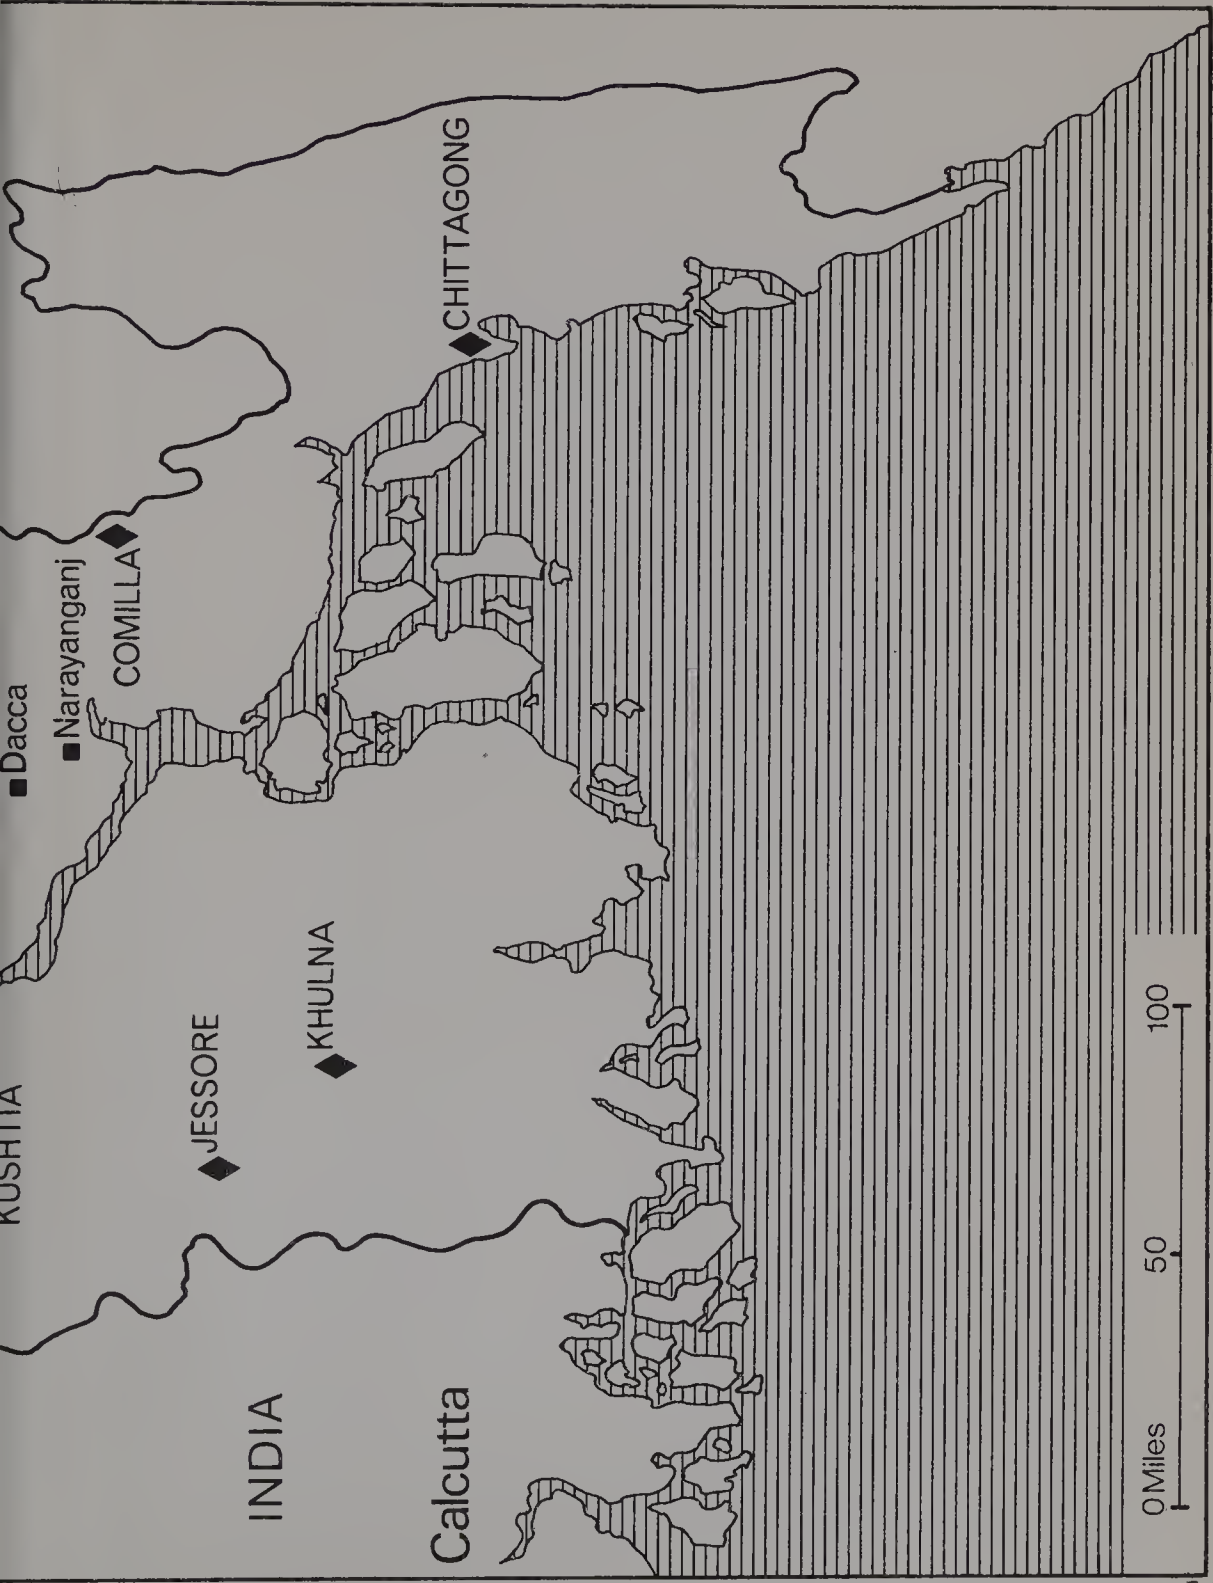 KUSHTIA
Dacca
Narayanganj
COMILLA
JESSORE
KHULNA
CHITTAGONG
INDIA
Calcutta
0 Miles 50 100